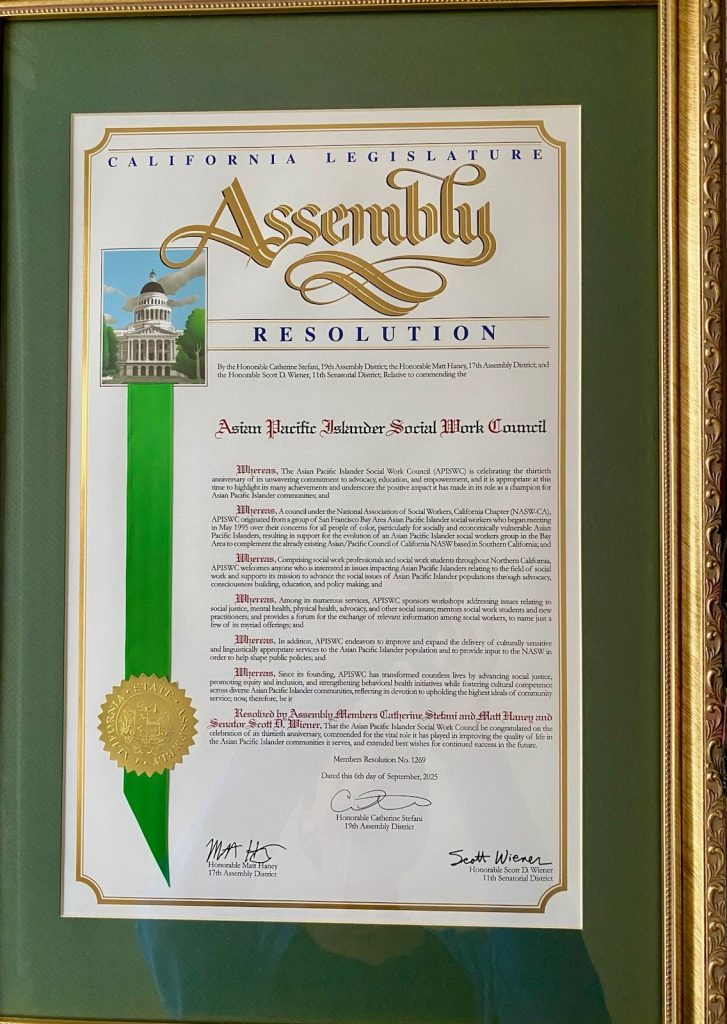 CALIFORNIA LEGISLATURE
Assembly
RESOLUTION
By the Honorable Catherine Stefani, 19th Assembly District; the Honorable Matt Haney, 17th Assembly District; and
the Honorable Scott D. Wiener, 11th Senatorial District; Relative to commending the
Asian Pacific Islander Social Work Council
Whereas, The Asian Pacific Islander Social Work Council (APISWC) is celebrating the thirtieth
anniversary of its unwavering commitment to advocacy, education, and empowerment, and it is appropriate at this
time to highlight its many achievements and underscore the positive impact it has made in its role as a champion for
Asian Pacific Islander communities; and
Whereas, A council under the National Association of Social Workers, California Chapter (NASW-CA),
APISWC originated from a group of San Francisco Bay Area Asian Pacific Islander social workers who began meeting
in May 1995 over their concerns for all people of color, particularly for socially and economically vulnerable Asian Pacific
Islanders, resulting in support for the evolution of an Asian Pacific Islander social workers group in the Bay
Area to complement the already existing Asian/Pacific Council of California NASW based in Southern California; and
Whereas, Comprising social work professionals and social work students throughout Northern California,
APISWC welcomes anyone who is interested in issues impacting Asian Pacific Islanders relating to the field of social
work and supports its mission to advance the social issues of Asian Pacific Islander populations through advocacy,
consciousness building, education, and policy making; and
Whereas, Among its numerous services, APISWC sponsors workshops addressing issues relating to
social justice, mental health, physical health, advocacy, and other social issues; mentors social work students and new
practitioners; and provides a forum for the exchange of relevant information among social workers, to name just a
few of its myriad offerings; and
Whereas, In addition, APISWC endeavors to improve and expand the delivery of culturally sensitive
and linguistically appropriate services to the Asian Pacific Islander population and to provide input to the NASW in
order to help shape public policies; and
Whereas, Since its founding, APISWC has transformed countless lives by advancing social justice,
promoting equity and inclusion, and strengthening behavioral health initiatives while fostering cultural competence
across diverse Asian Pacific Islander communities, reflecting its devotion to upholding the highest ideals of community
service; now, therefore, be it
Resolved by Assembly Members Catherine Stefani and Matt Haney and
Senator Scott D. Wiener, That the Asian Pacific Islander Social Work Council be congratulated on the
celebration of its thirtieth anniversary, commended for the vital role it has played in improving the quality of life in
the Asian Pacific Islander communities it serves, and extended best wishes for continued success in the future.
Members Resolution No. 1269
Dated this 6th day of September, 2025
Honorable Catherine Stefani
19th Assembly District
Honorable Matt Haney
17th Assembly District
Scott Wiener
Honorable Scott D. Wiener
11th Senatorial District